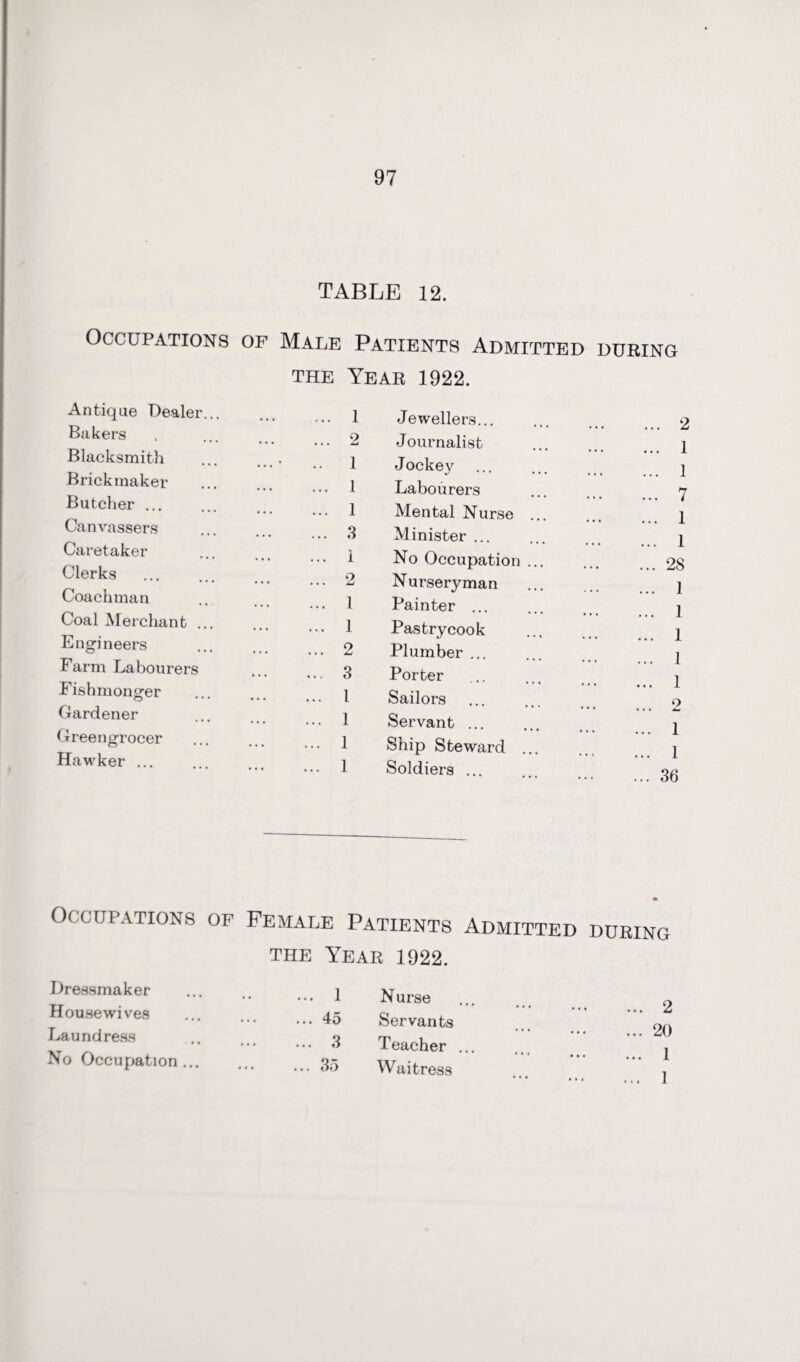 97
TABLE 12.
Occupations of Male Patients Admitted during
the Year 1922.
Antique Dealer... ... ... 1
Bakers ... ... ... 2
Blacksmith ... ... .. 1
Brickmaker ... ... ... 1
Butcher ... ... ... ... 1
Canvassers ... ... ... 3
Caretaker ... ... ... 1
Clerks ... ... ... ... 2
Coachman .. ... ... 1
Coal Merchant ... ... ... 1
Engineers ... ... ... 2
Farm Labourers ... ... 3
Fishmonger ... ... ... 1
Gardener ... ... ... 1
Greengrocer ... ... ... 1
Hawker ... ... ... ... 1
Jewellers... ... ... ... 2
Journalist ... ... ... 1
Jockey ... ... ... ... 1
Labourers ... ... ... 7
Mental Nurse ... ... ... 1
Minister ... ... ... ... 1
No Occupation ... ... ... 28
Nurseryman ... ... ... 1
Painter ... ... ... ... 1
Pastrycook ... ... ... 1
Plumber ... ... ... ... 1
Porter ... ... ... ... 1
Sailors ... ... ... ... 2
Servant ... ... ... ... 1
Ship Steward ... ... ... 1
Soldiers ... ... ... ... 36
Occupations of Female Patients Admitted during
the Year 1922.
Dressmaker ... .. ... 1
Housewives ... ... ... 45
Laundress .. ... ... 3
No Occupation ... ... ... 35
Nurse ... ... ... ... 2
Servants ... ... ... 20
Teacher ... ... ... ... 1
Waitress ... ... ... 1